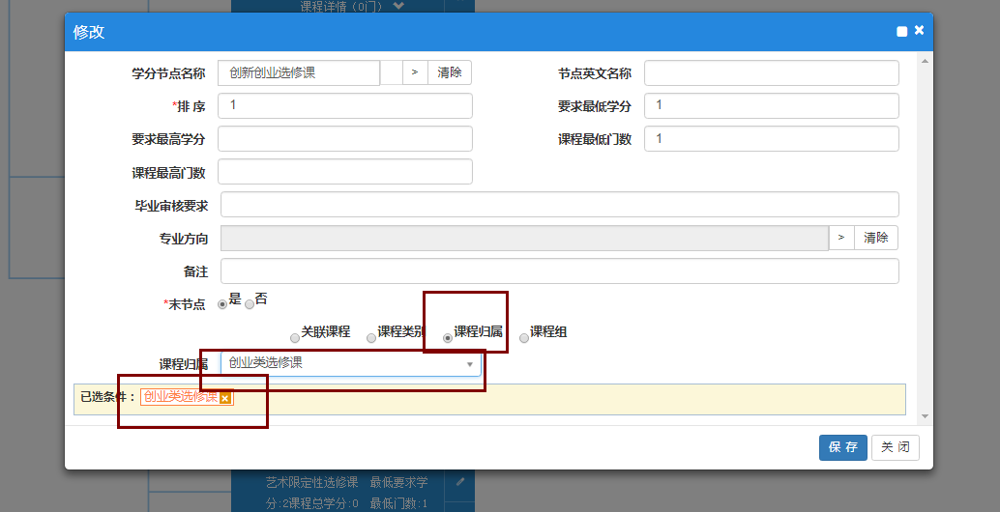 课程详情（0门）
修改
学分节点名称 创新创业选修课 > 清除 节点英文名称
*排 序 1 要求最低学分 1
要求最高学分 课程最低门数 1
课程最高门数
毕业审核要求
专业方向 > 清除
备注
*末节点 是 否
关联课程 课程类别 课程归属 课程组
课程归属 创业类选修课
已选条件： 创业类选修课 x
保 存 关 闭
艺术限定性选修课 最低要求学
分:2课程总学分:0 最低门数:1